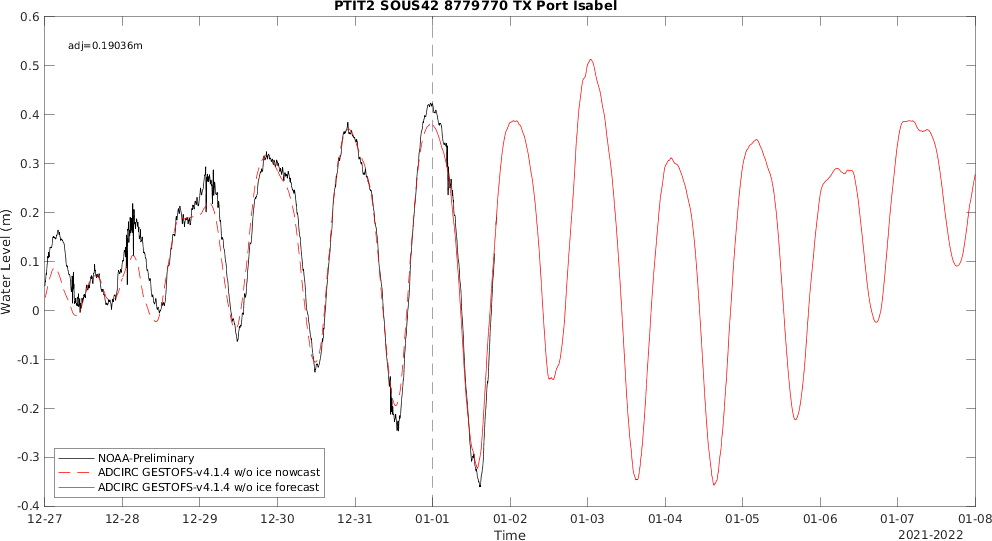 PTIT2 SOUS42 8779770 TX Port Isabel
adj=0.19036m
0.6
0.5
0.4
0.3
0.2
0.1
0
-0.1
-0.2
-0.3
-0.4
Water Level (m)
NOAA-Preliminary
ADCIRC GESTOFS-v4.1.4 w/o ice nowcast
ADCIRC GESTOFS-v4.1.4 w/o ice forecast
12-27 12-28 12-29 12-30 12-31 01-01 01-02 01-03 01-04 01-05 01-06 01-07 01-08
Time
2021-2022